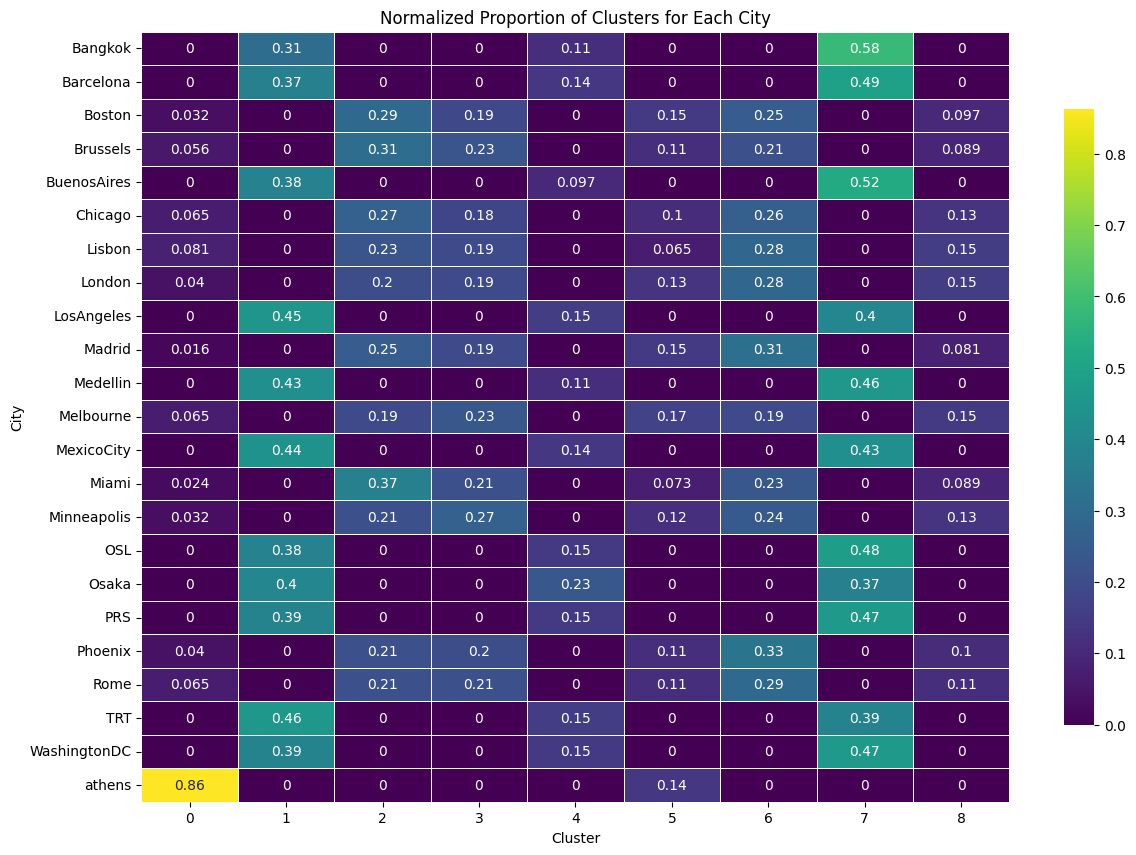 Normalized Proportion of Clusters for Each City
Bangkok 0 0.31 0 0 0.11 0 0 0.58 0
Barcelona 0 0.37 0 0 0.14 0 0 0.49 0
Boston 0.032 0 0.29 0.19 0 0.15 0.25 0 0.097
Brussels 0.056 0 0.31 0.23 0 0.11 0.21 0 0.089
BuenosAires 0 0.38 0 0 0.097 0 0 0.52 0
Chicago 0.065 0 0.27 0.18 0 0.1 0.26 0 0.13
Lisbon 0.081 0 0.23 0.19 0 0.065 0.28 0 0.15
London 0.04 0 0.2 0.19 0 0.13 0.28 0 0.15
LosAngeles 0 0.45 0 0 0.15 0 0 0.4 0
Madrid 0.016 0 0.25 0.19 0 0.15 0.31 0 0.081
Medellin 0 0.43 0 0 0.11 0 0 0.46 0
Melbourne 0.065 0 0.19 0.23 0 0.17 0.19 0 0.15
MexicoCity 0 0.44 0 0 0.14 0 0 0.43 0
Miami 0.024 0 0.37 0.21 0 0.073 0.23 0 0.089
Minneapolis 0.032 0 0.21 0.27 0 0.12 0.24 0 0.13
OSL 0 0.38 0 0 0.15 0 0 0.48 0
Osaka 0 0.4 0 0 0.23 0 0 0.37 0
PRS 0 0.39 0 0 0.15 0 0 0.47 0
Phoenix 0.04 0 0.21 0.2 0 0.11 0.33 0 0.1
Rome 0.065 0 0.21 0.21 0 0.11 0.29 0 0.11
TRT 0 0.46 0 0 0.15 0 0 0.39 0
WashingtonDC 0 0.39 0 0 0.15 0 0 0.47 0
athens 0.86 0 0 0 0 0.14 0 0 0
0 1 2 3 4 5 6 7 8
Cluster
City
0.8
0.7
0.6
0.5
0.4
0.3
0.2
0.1
0.0